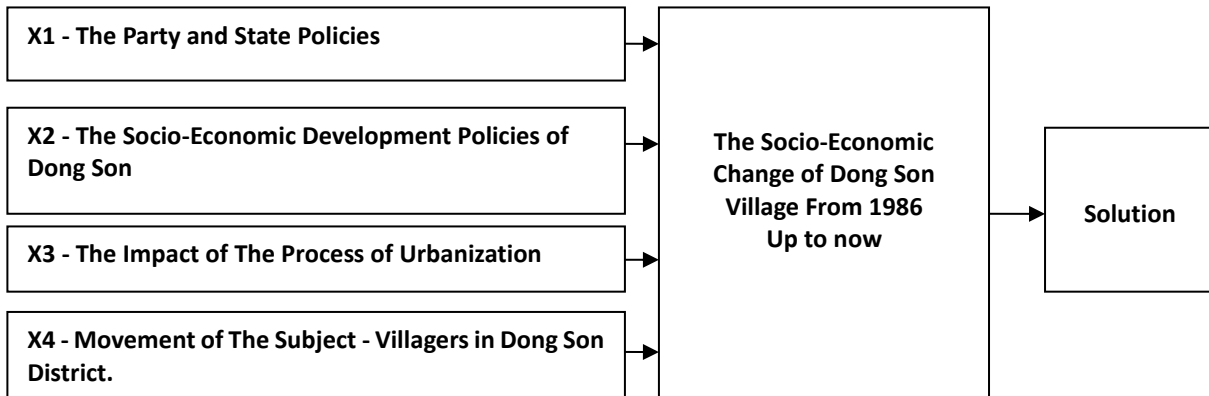 X1 - The Party and State Policies
X2 - The Socio-Economic Development Policies of
Dong Son
X3 - The Impact of The Process of Urbanization
X4 - Movement of The Subject - Villagers in Dong Son
District.
The Socio-Economic
Change of Dong Son
Village From 1986
Up to now
Solution